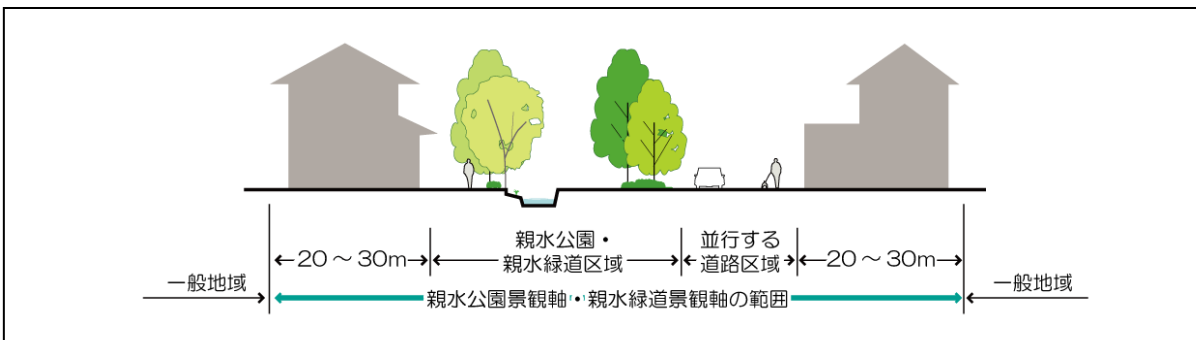 親水公園・
親水緑道区域
並行する
道路区域
20～30m
20～30m
一般地域
一般地域
親水公園景観軸・親水緑道景観軸の範囲